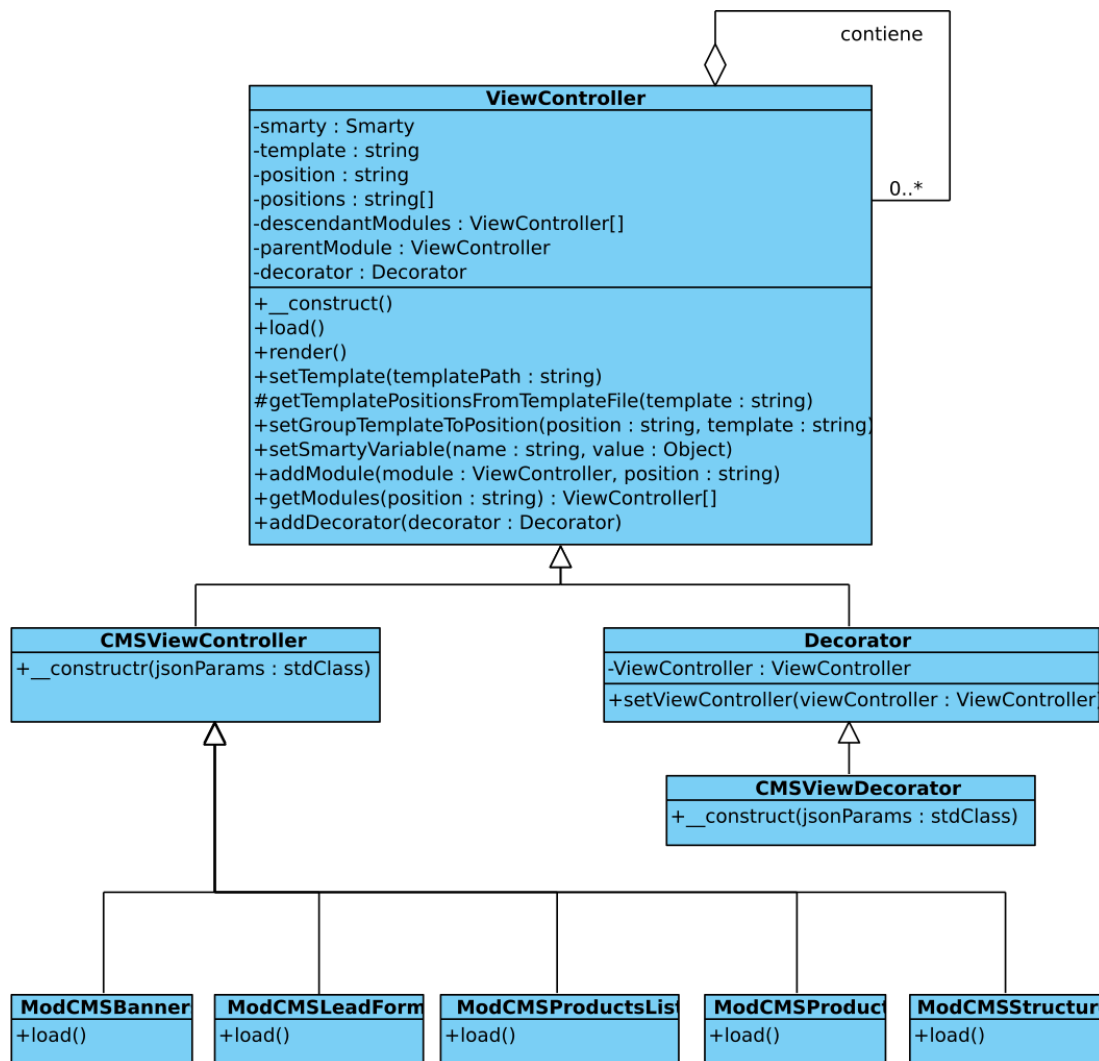 contiene
ViewController
-smarty : Smarty
-template : string
-position : string
-positions : string[]
0..*
-descendantModules : ViewController[]
-parentModule : ViewController
-decorator : Decorator
+__construct()
+load()
+render()
+setTemplate(templatePath : string)
#getTemplatePositionsFromTemplateFile(template : string)
+setGroupTemplateToPosition(position : string, template : string)
+setSmartyVariable(name : string, value : Object)
+addModule(module : ViewController, position : string)
+getModules(position : string) : ViewController[]
+addDecorator(decorator : Decorator)
CMSViewController
+__constructr(jsonParams : stdClass)
Decorator
-ViewController : ViewController
+setViewController(viewController : ViewController)
CMSViewDecorator
+__construct(jsonParams : stdClass)
ModCMSBanner
+load()
ModCMSLeadForm
+load()
ModCMSProductsList
+load()
ModCMSProduct
+load()
ModCMSStructure
+load()